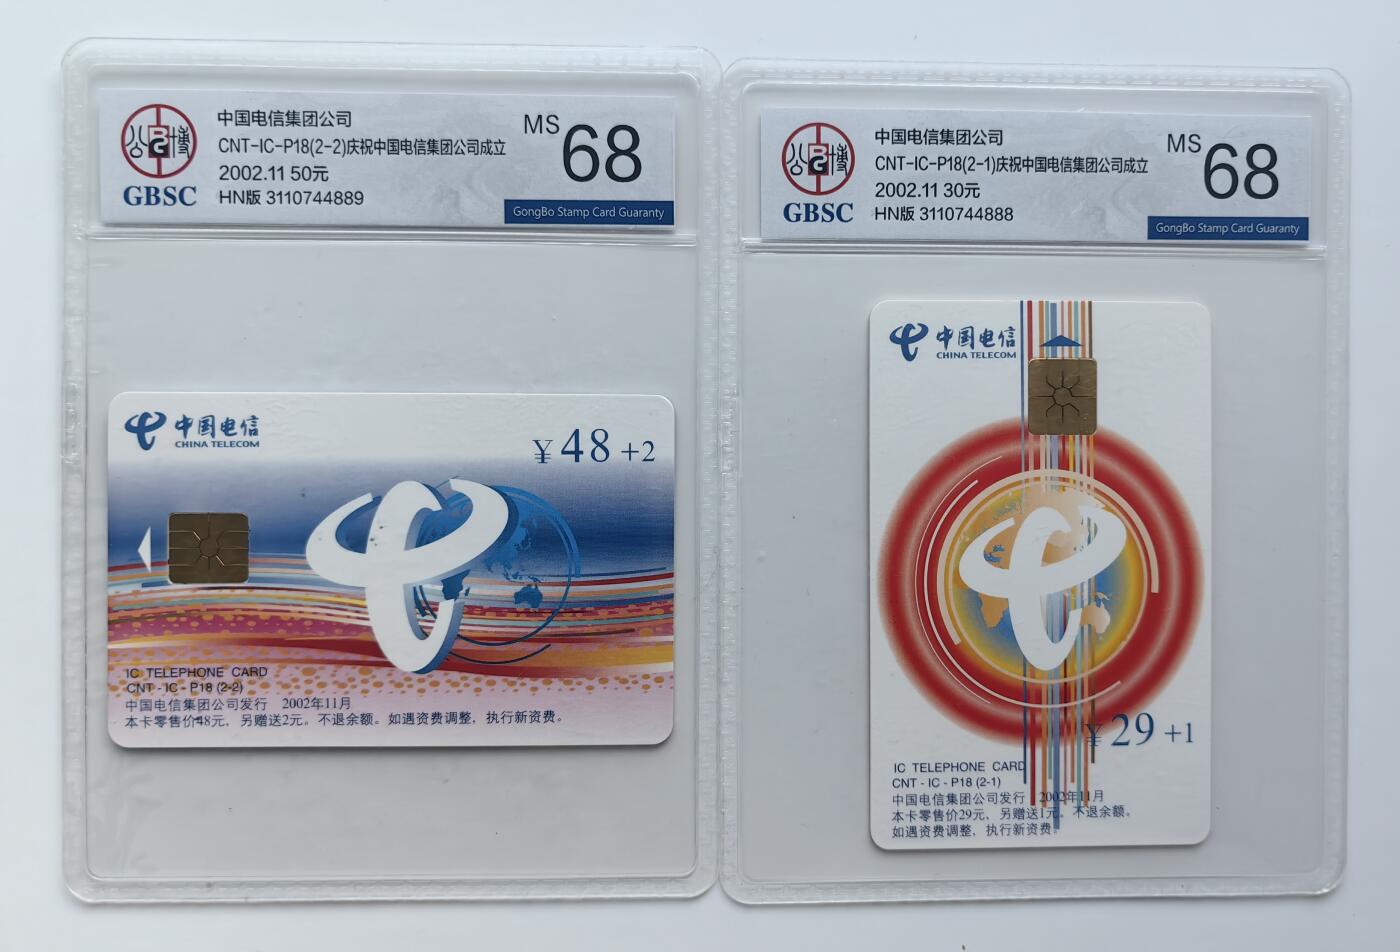 中国电信集团公司
CNT-IC-P18(2-2)庆祝中国电信集团公司成立
2002.11 50元
HN版 3110744889
MS 68
公博
GBSC
GongBo Stamp Card Guaranty
中国电信
CHINA TELECOM
¥48+2
IC TELEPHONE CARD
CNT-IC-P18 (2-2)
中国电信集团公司发行 2002年11月
本卡零售价48元，另赠送2元。不退余额。如遇资费调整，执行新资费。
中国电信集团公司
CNT-IC-P18(2-1)庆祝中国电信集团公司成立
2002.11 30元
HN版 3110744888
MS 68
公博
GBSC
GongBo Stamp Card Guaranty
中国电信
CHINA TELECOM
¥29+1
IC TELEPHONE CARD
CNT-IC-P18 (2-1)
中国电信集团公司发行 2002年11月
本卡零售价29元，另赠送1元。不退余额。
如遇资费调整，执行新资费。